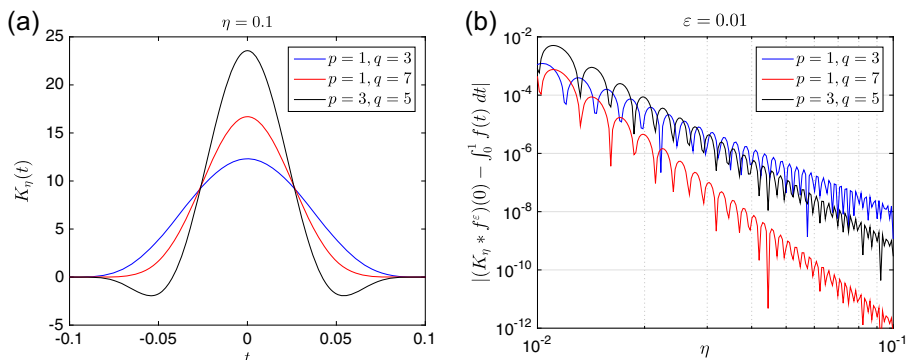 (a)
η = 0.1
25
20
15
10
5
0
-5
K_η(t)
-0.1
-0.05
0
0.05
0.1
t
p = 1, q = 3
p = 1, q = 7
p = 3, q = 5
(b)
ε = 0.01
10^-2
10^-4
10^-6
10^-8
10^-10
10^-12
|(K_η * f^ε)(0) − ∫_0^1 f(t) dt|
10^-2
10^-1
η
p = 1, q = 3
p = 1, q = 7
p = 3, q = 5